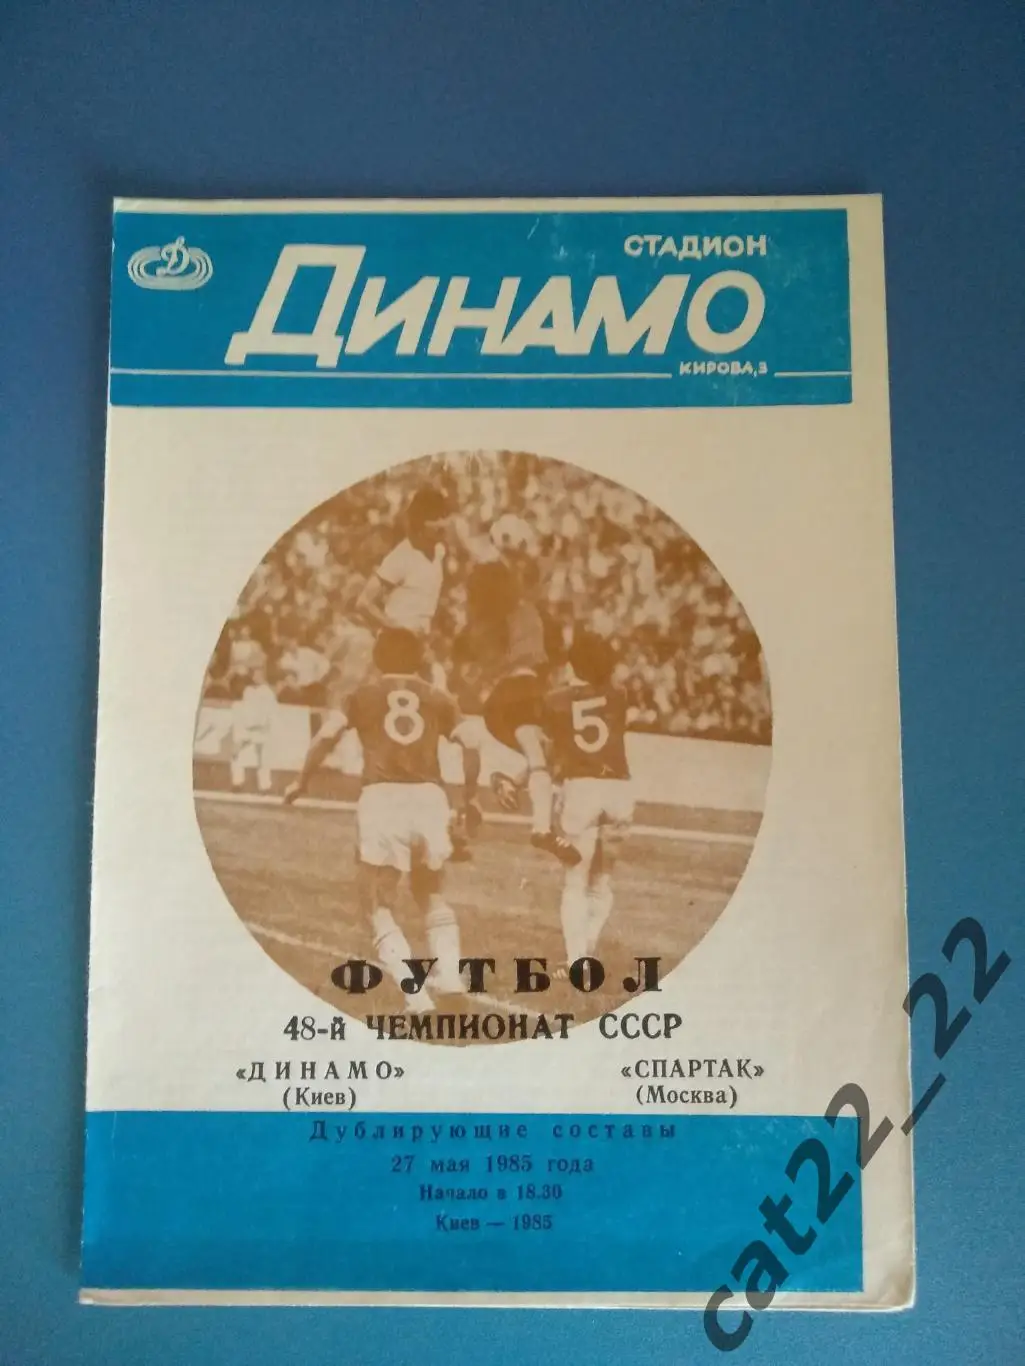 Д
СТАДИОН
ДИНАМО
КИРОВА, 3
8
5
ФУТБОЛ
48-й ЧЕМПИОНАТ СССР
«ДИНАМО» «СПАРТАК»
(Киев) (Москва)
Дублирующие составы
27 мая 1985 года
Начало в 18.30
Киев — 1985
cat22_22